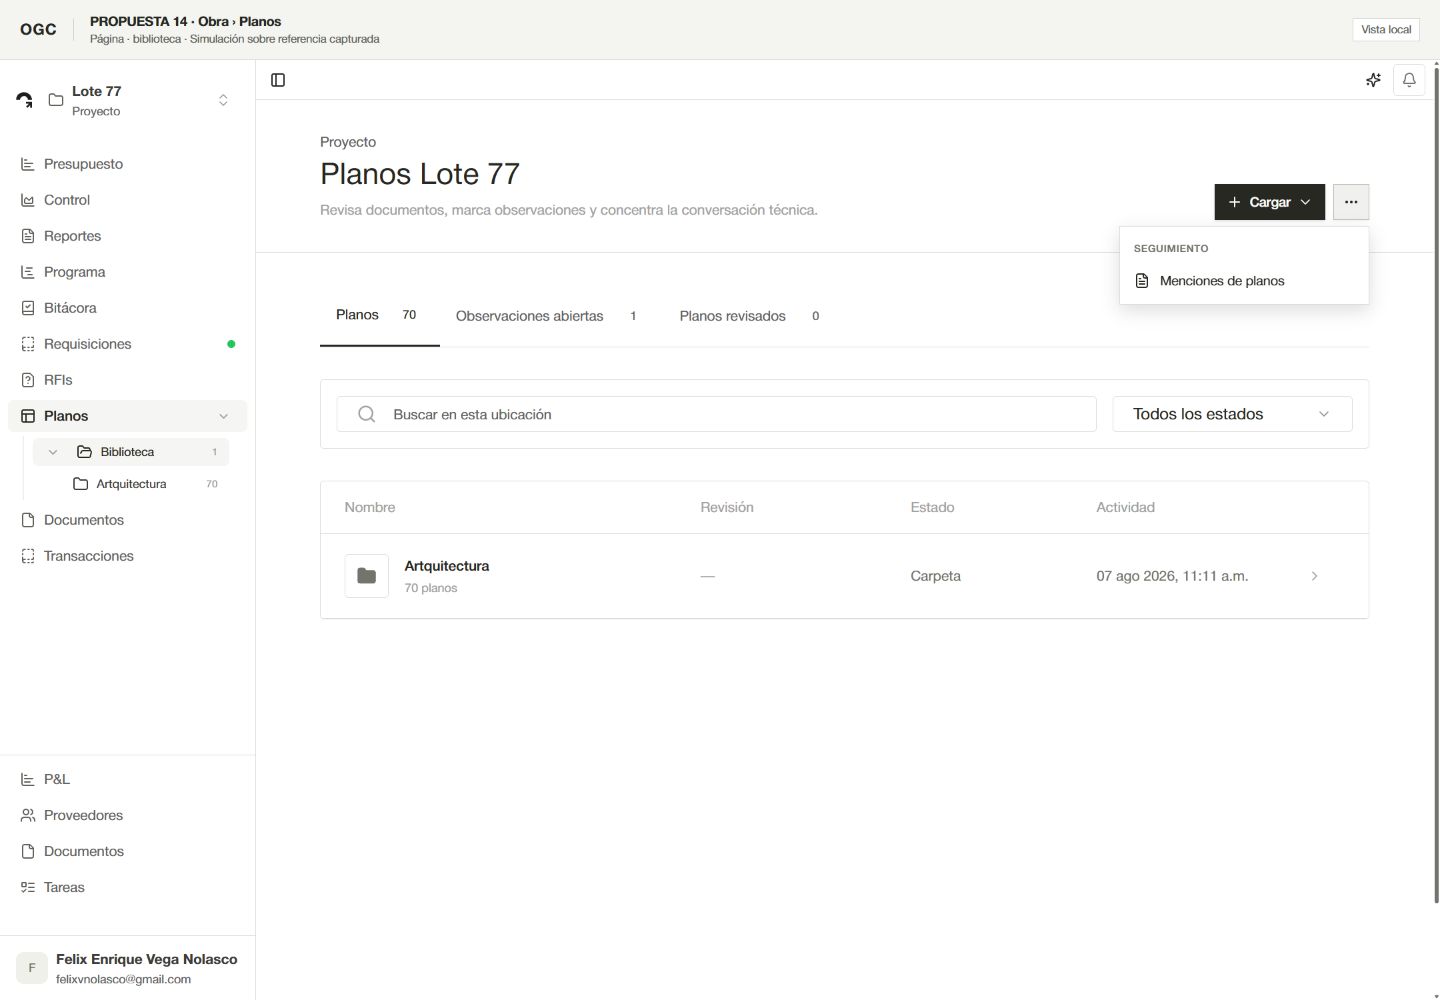 OGC
PROPUESTA 14 · Obra › Planos
Página · biblioteca · Simulación sobre referencia capturada
Vista local
Lote 77
Proyecto
Presupuesto
Control
Reportes
Programa
Bitácora
Requisiciones
RFIs
Planos
Biblioteca 1
Artquitectura 70
Documentos
Transacciones
P&L
Proveedores
Documentos
Tareas
F
Felix Enrique Vega Nolasco
felixvnolasco@gmail.com
Proyecto
Planos Lote 77
Revisa documentos, marca observaciones y concentra la conversación técnica.
+ Cargar
SEGUIMIENTO
Menciones de planos
Planos 70 Observaciones abiertas 1 Planos revisados 0
Buscar en esta ubicación
Todos los estados
Nombre Revisión Estado Actividad
Artquitectura
70 planos
— Carpeta 07 ago 2026, 11:11 a.m.